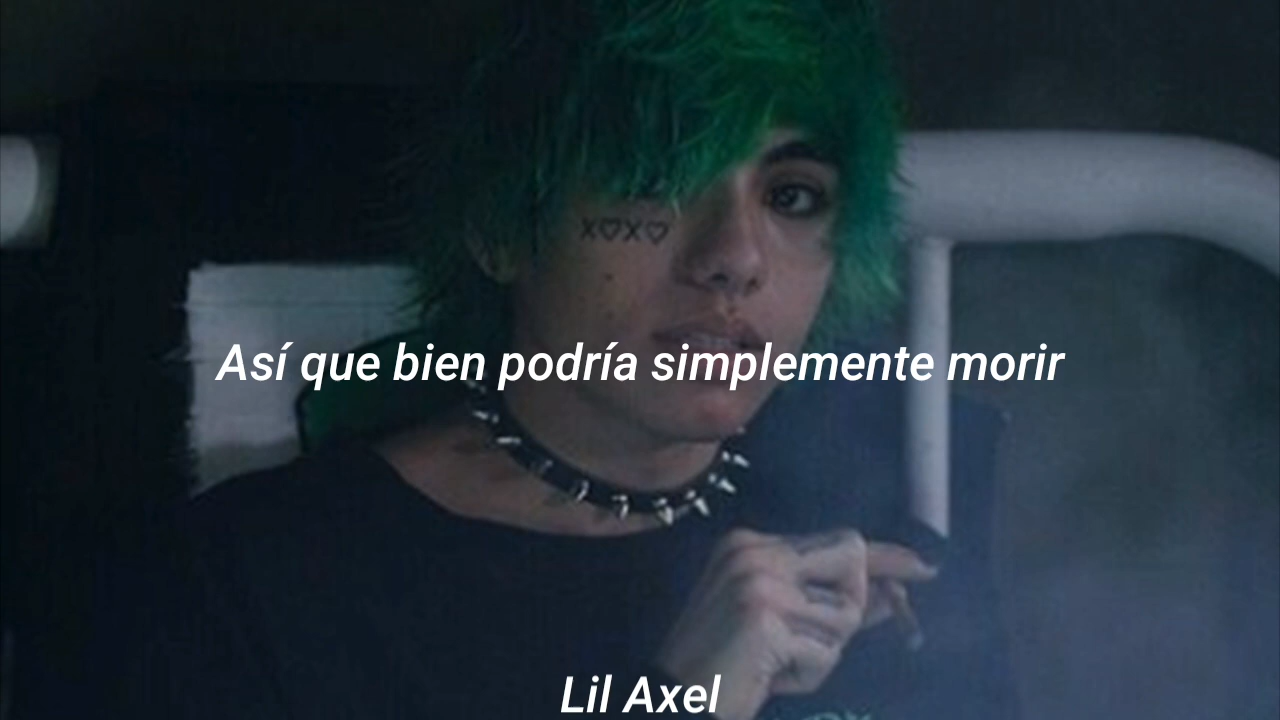 X♡X♡
Así que bien podría simplemente morir
Lil Axel